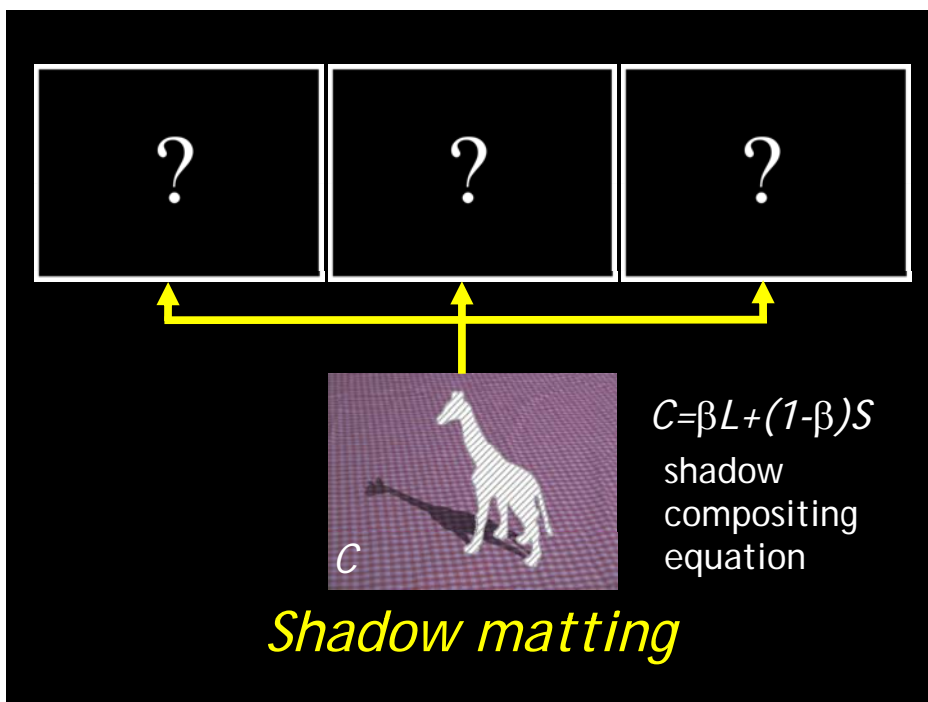 ? ? ?
C=βL+(1-β)S
shadow
compositing
equation
C
Shadow matting